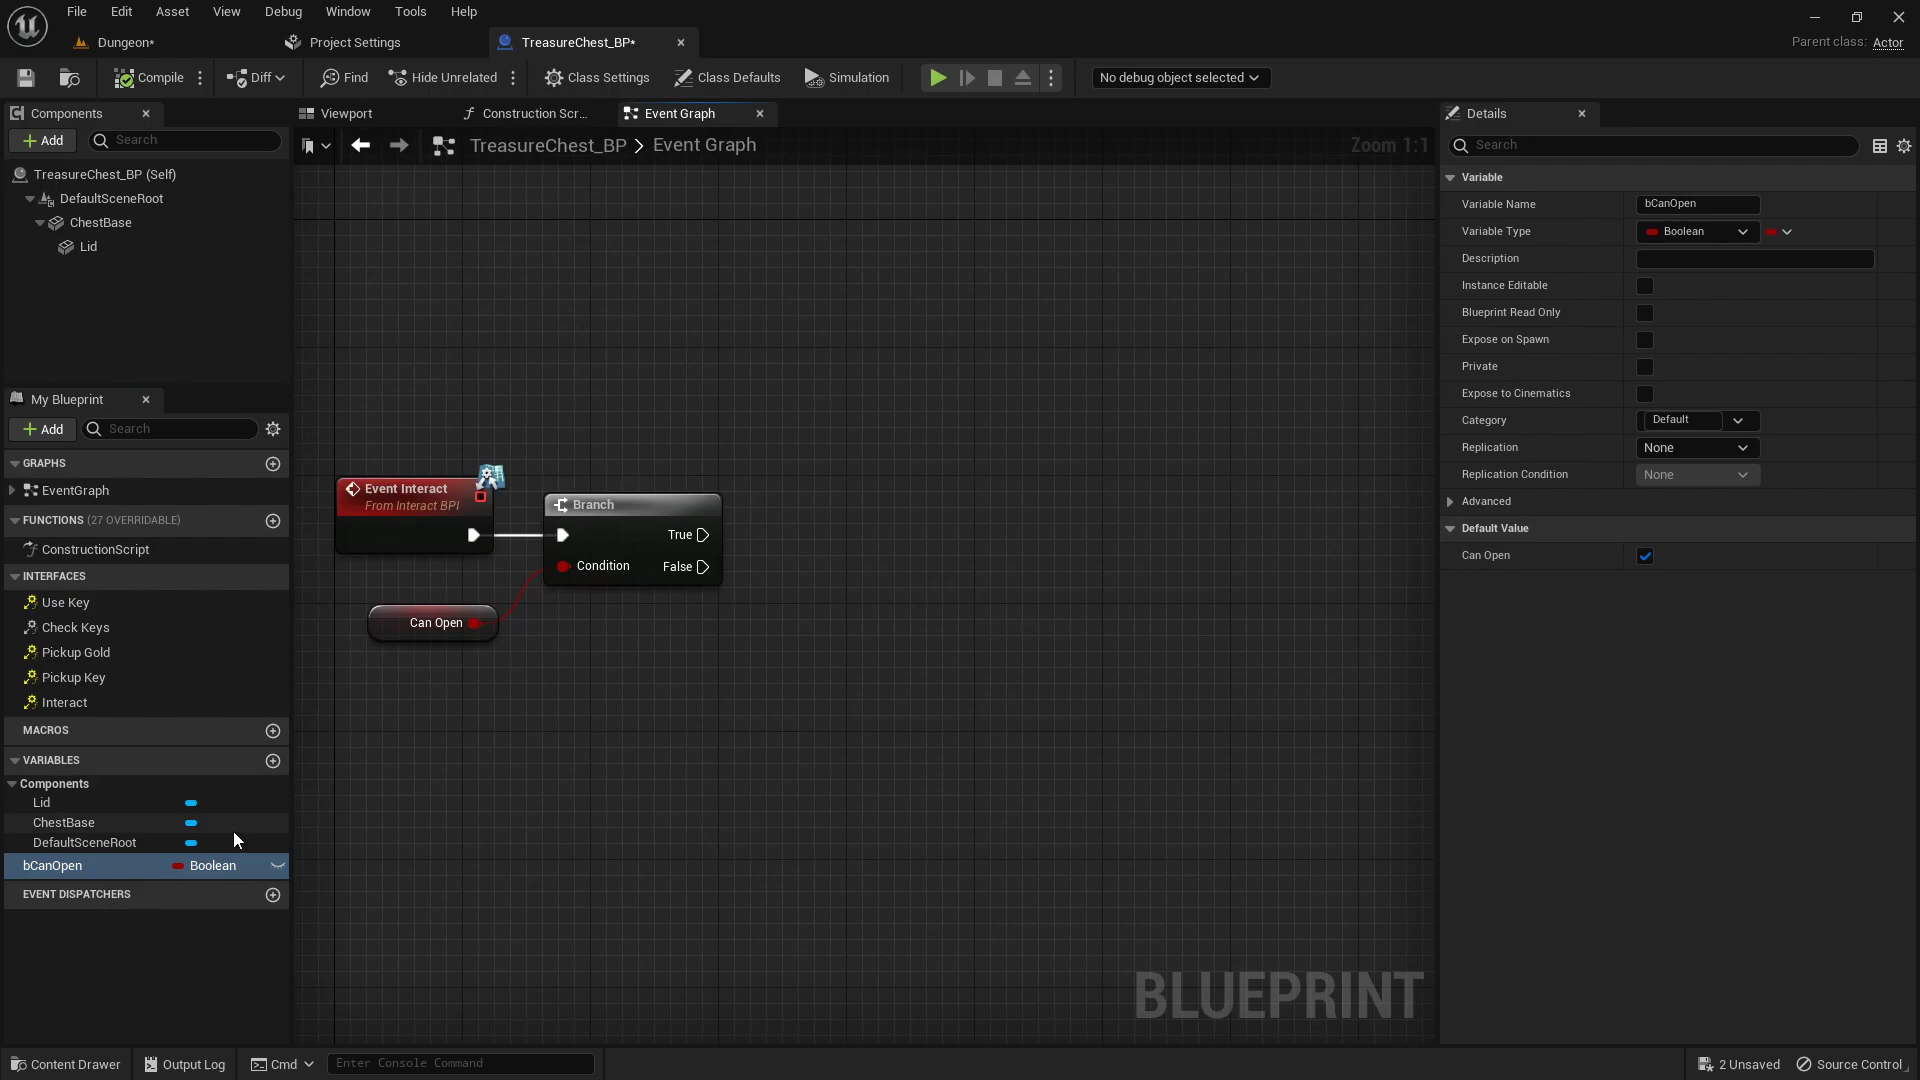 File Edit Asset View Debug Window Tools Help
Dungeon* Project Settings TreasureChest_BP* Parent class: Actor
Compile Diff Find Hide Unrelated Class Settings Class Defaults Simulation No debug object selected
Components Viewport Construction Scr... Event Graph Details
Add Search TreasureChest_BP > Event Graph Zoom 1:1 Search
TreasureChest_BP (Self)
DefaultSceneRoot
ChestBase
Lid
My Blueprint
Add Search
GRAPHS
EventGraph
FUNCTIONS (27 OVERRIDABLE)
ConstructionScript
INTERFACES
Use Key
Check Keys
Pickup Gold
Pickup Key
Interact
MACROS
VARIABLES
Components
Lid
ChestBase
DefaultSceneRoot
bCanOpen Boolean
EVENT DISPATCHERS
Event Interact
From Interact BPI
Branch
True
Condition False
Can Open
BLUEPRINT
Variable
Variable Name bCanOpen
Variable Type Boolean
Description
Instance Editable
Blueprint Read Only
Expose on Spawn
Private
Expose to Cinematics
Category Default
Replication None
Replication Condition None
Advanced
Default Value
Can Open
Content Drawer Output Log Cmd Enter Console Command 2 Unsaved Source Control